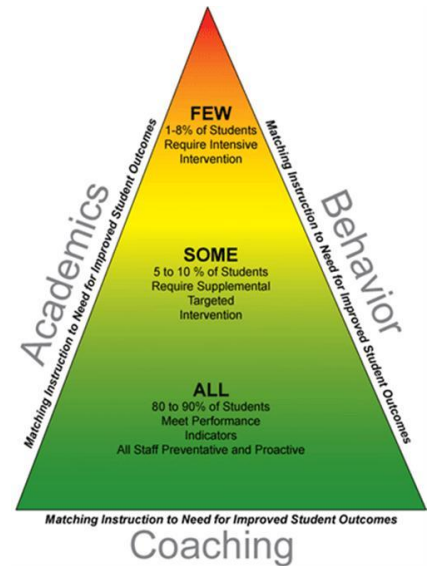 FEW
1-8% of Students
Require Intensive
Intervention
SOME
5 to 10 % of Students
Require Supplemental
Targeted
Intervention
ALL
80 to 90% of Students
Meet Performance
Indicators
All Staff Preventative and Proactive
Academics
Matching Instruction to Need for Improved Student Outcomes
Behavior
Matching Instruction to Need for Improved Student Outcomes
Matching Instruction to Need for Improved Student Outcomes
Coaching